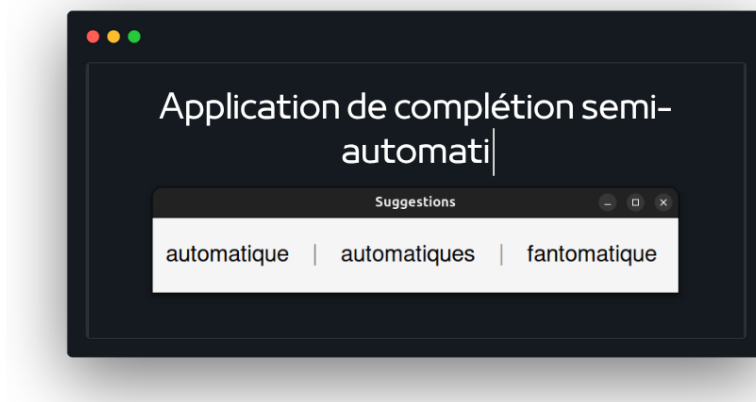 Application de complétion semi-
automati
Suggestions
automatique | automatiques | fantomatique